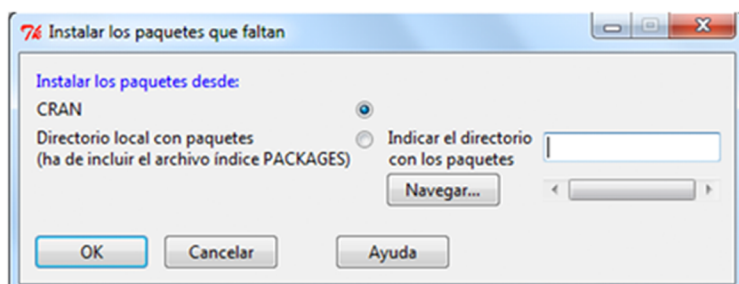 Instalar los paquetes que faltan
Instalar los paquetes desde:
CRAN
Directorio local con paquetes
(ha de incluir el archivo índice PACKAGES)
Indicar el directorio
con los paquetes
Navegar...
OK
Cancelar
Ayuda